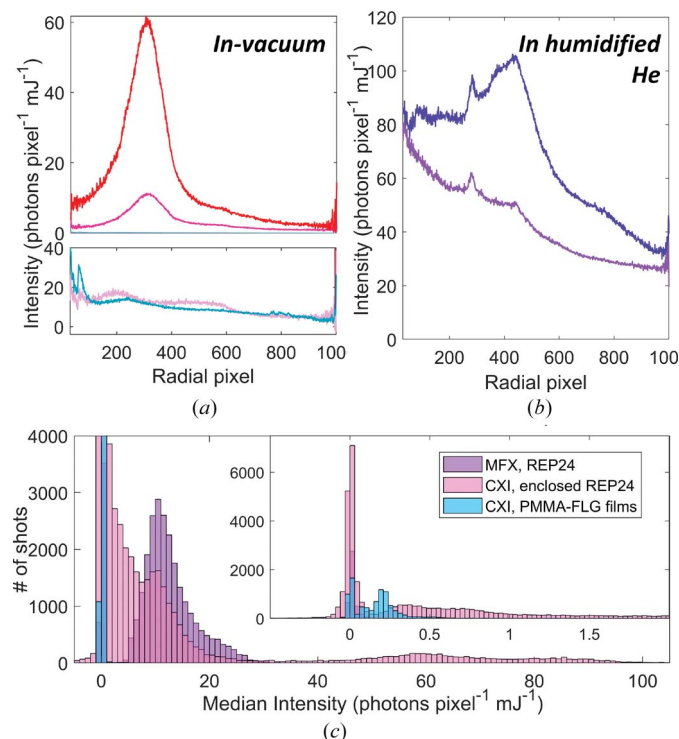 In-vacuum
Intensity (photons pixel-1 mJ-1)
60
40
20
0
40
20
0
200 400 600 800 1000
Radial pixel
(a)
In humidified
He
Intensity (photons pixel-1 mJ-1)
120
100
80
60
40
20
0
200 400 600 800 1000
Radial pixel
(b)
# of shots
4000
3000
2000
1000
0
6000
4000
2000
0
0 0.5 1 1.5
MFX, REP24
CXI, enclosed REP24
CXI, PMMA-FLG films
0 20 40 60 80 100
Median Intensity (photons pixel-1 mJ-1)
(c)